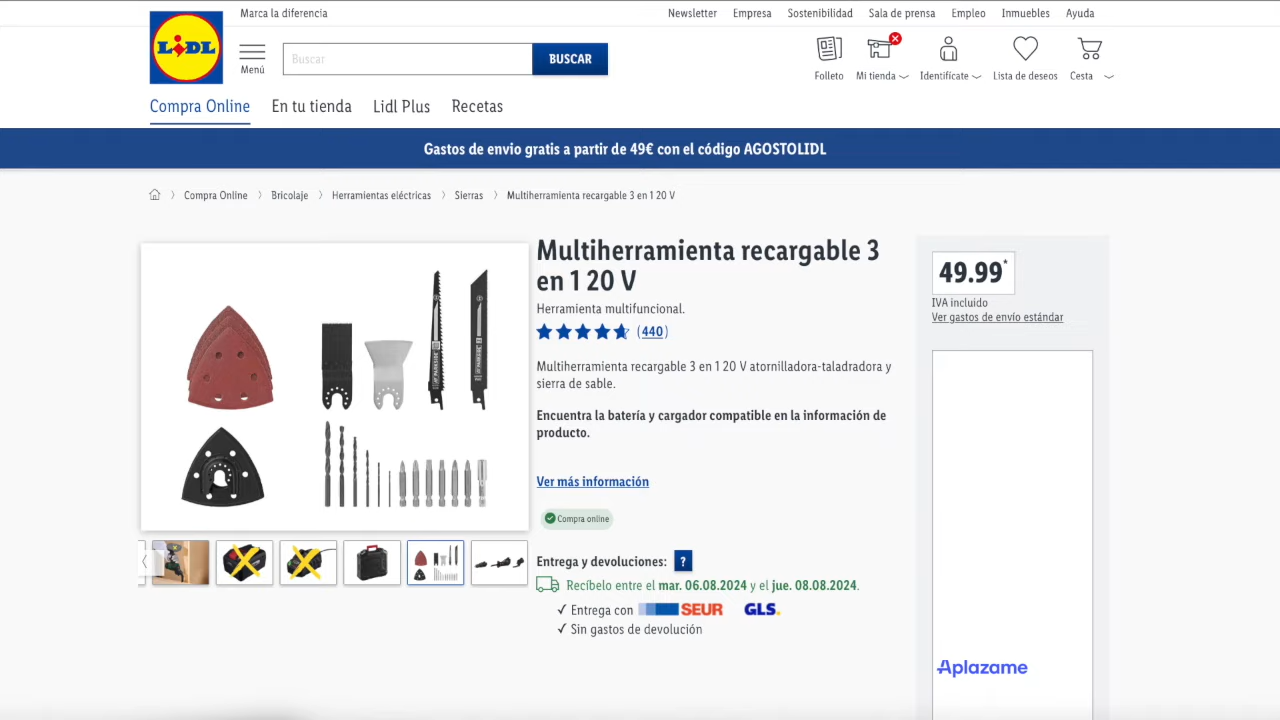 Marca la diferencia
Newsletter Empresa Sostenibilidad Sala de prensa Empleo Inmuebles Ayuda
LIDL
Menú
Buscar
BUSCAR
Folleto Mi tienda Identifícate Lista de deseos Cesta
Compra Online En tu tienda Lidl Plus Recetas
Gastos de envio gratis a partir de 49€ con el código AGOSTOLIDL
Compra Online Bricolaje Herramientas eléctricas Sierras Multiherramienta recargable 3 en 1 20 V
Multiherramienta recargable 3
en 1 20 V
Herramienta multifuncional.
(440)
Multiherramienta recargable 3 en 1 20 V atornilladora-taladradora y
sierra de sable.
Encuentra la batería y cargador compatible en la información de
producto.
Ver más información
Compra online
Entrega y devoluciones: ?
Recíbelo entre el mar. 06.08.2024 y el jue. 08.08.2024.
✓ Entrega con SEUR GLS.
✓ Sin gastos de devolución
49.99*
IVA incluido
Ver gastos de envío estándar
Aplazame